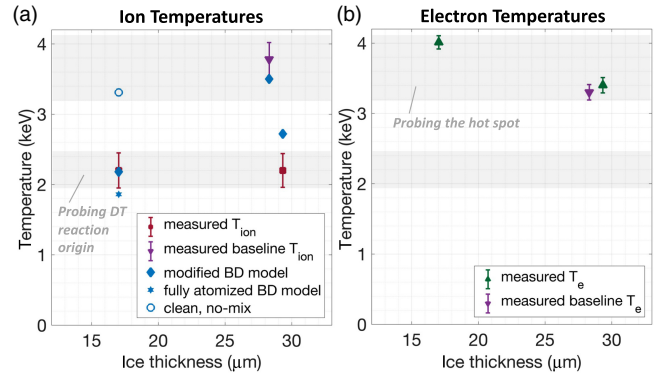 (a) Ion Temperatures
4
3
2
1
0
Temperature (keV)
Probing DT
reaction
origin
measured T_ion
measured baseline T_ion
modified BD model
fully atomized BD model
clean, no-mix
15 20 25 30
Ice thickness (μm)
(b) Electron Temperatures
4
3
2
1
0
Temperature (keV)
Probing the hot spot
measured T_e
measured baseline T_e
15 20 25 30
Ice thickness (μm)